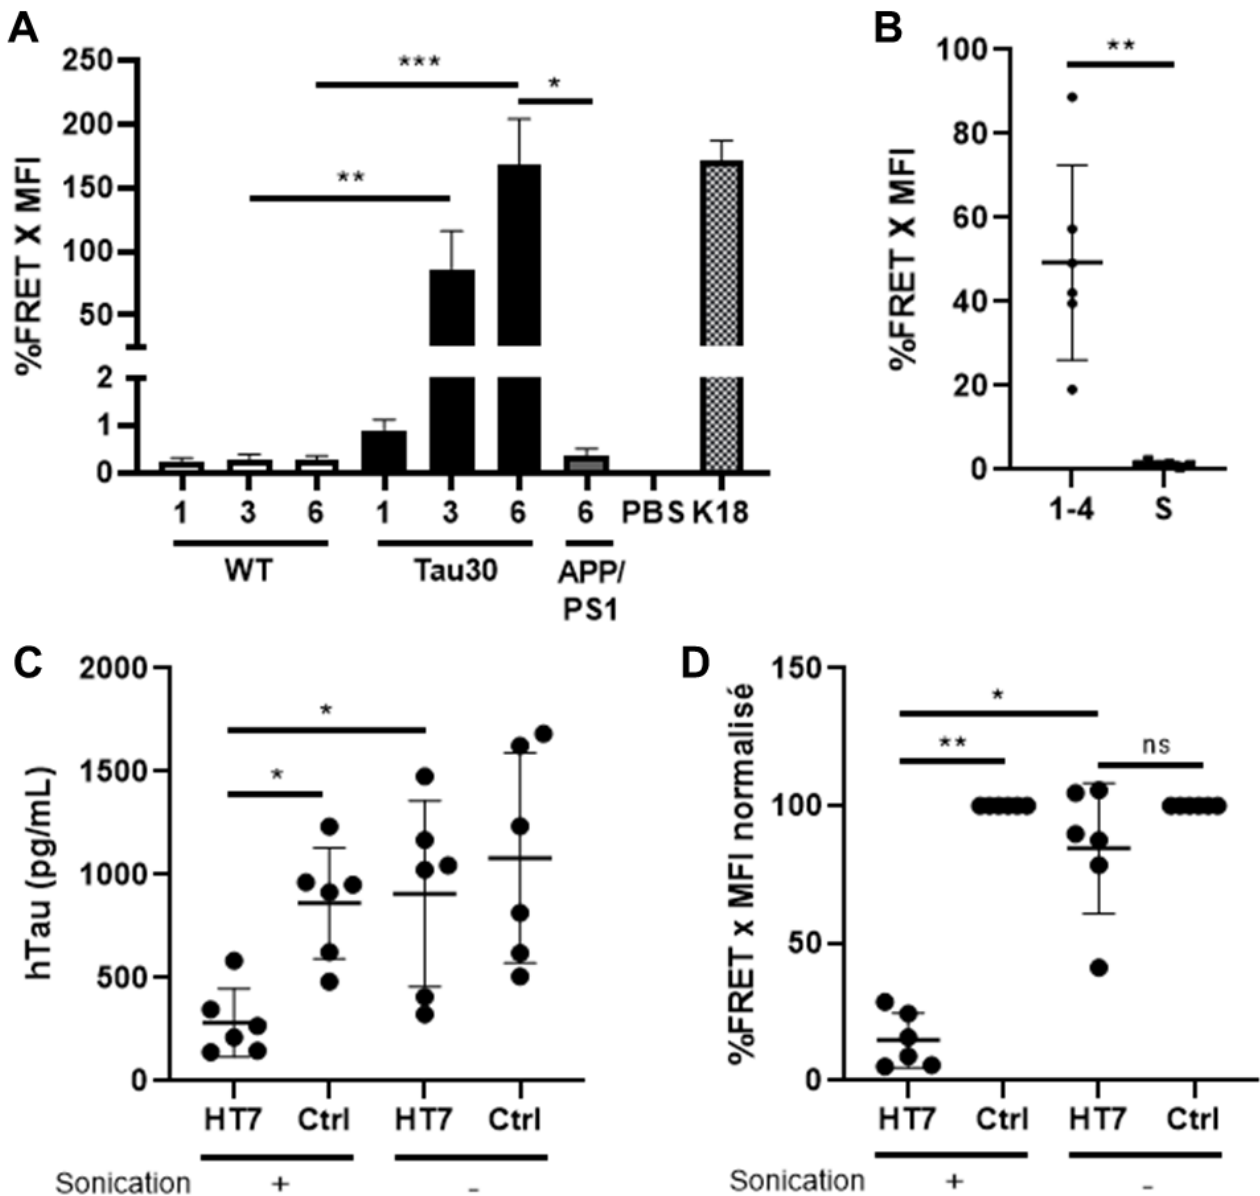 A
250
200
150
100
50
2
1
0
%FRET X MFI
***
*
**
1 3 6 1 3 6 6 PBS K18
WT Tau30 APP/
PS1
B
100
80
60
40
20
0
%FRET X MFI
**
1-4 S
C
2000
1500
1000
500
0
hTau (pg/mL)
*
*
HT7 Ctrl HT7 Ctrl
Sonication + -
D
150
100
50
0
%FRET x MFI normalisé
*
**
ns
HT7 Ctrl HT7 Ctrl
Sonication + -